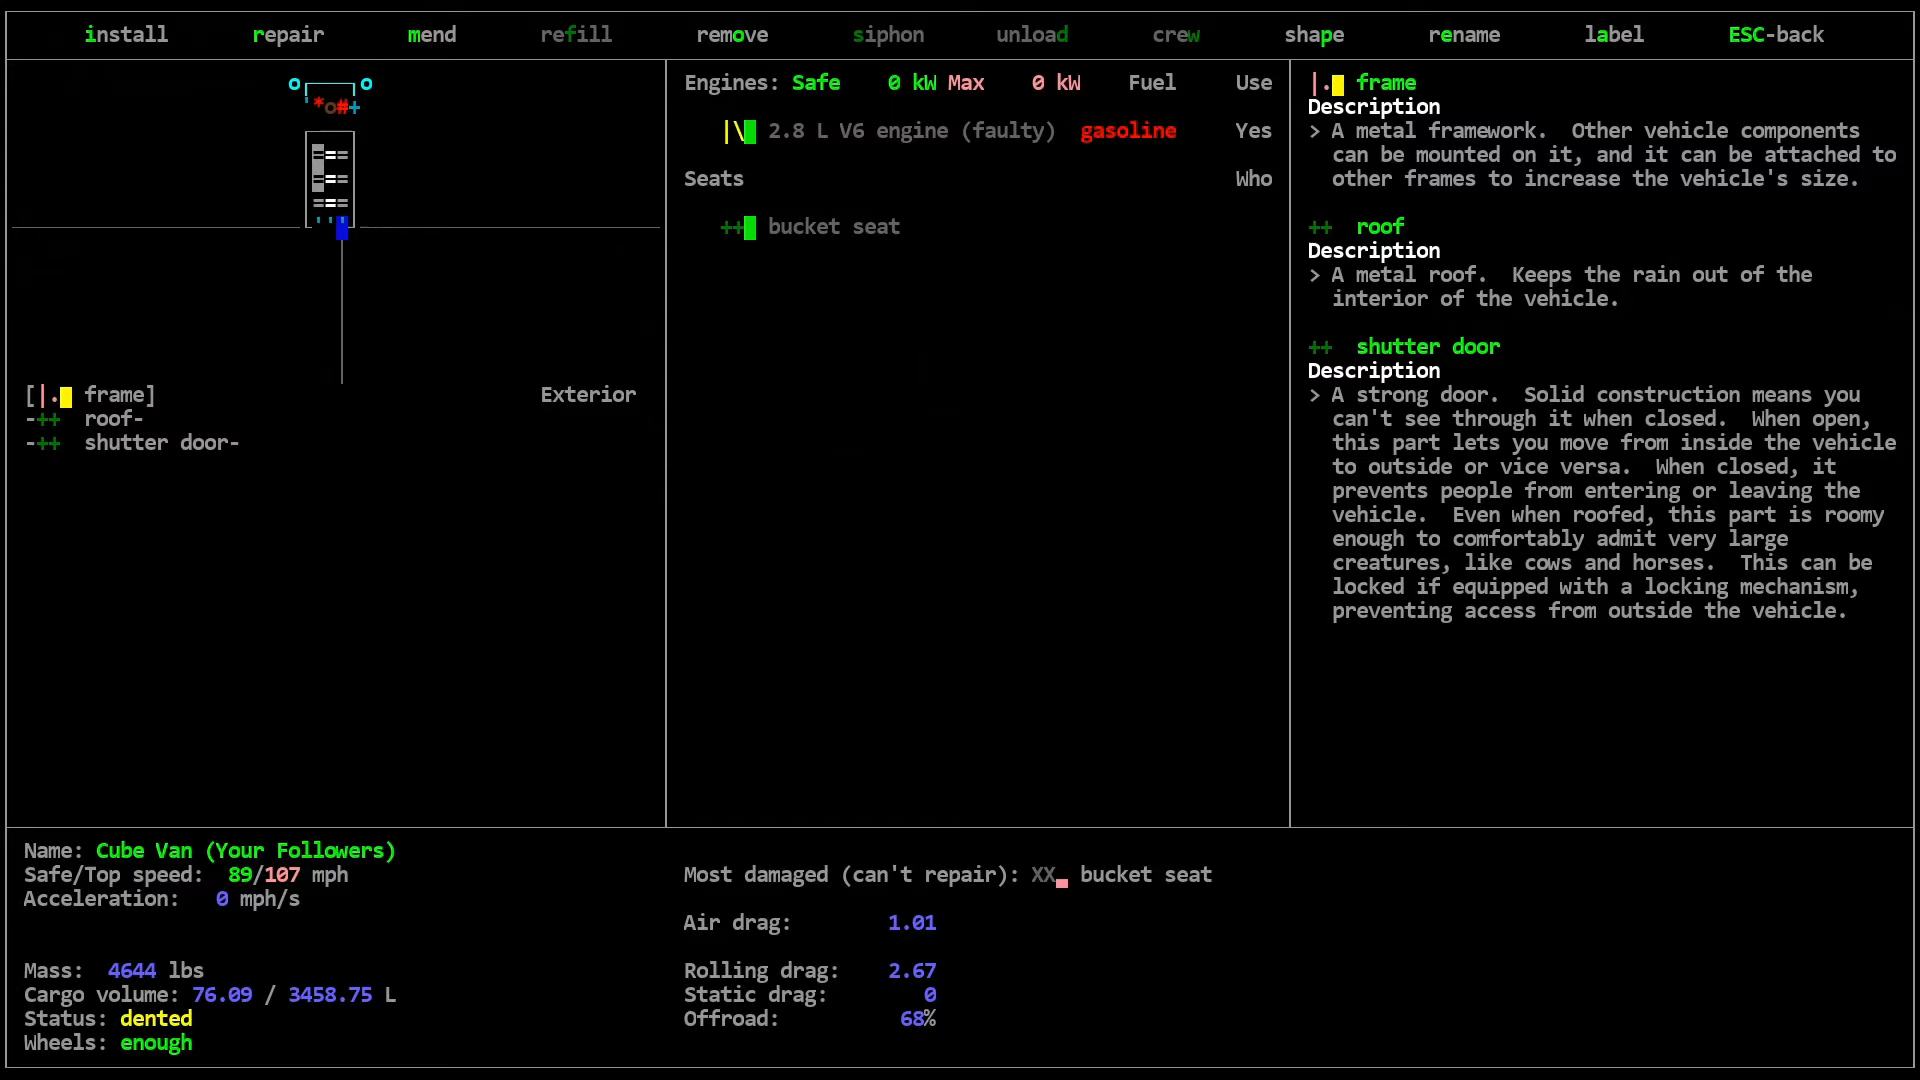 install repair mend refill remove siphon unload crew shape rename label ESC-back
Engines: Safe 0 kW Max 0 kW Fuel Use
|\ 2.8 L V6 engine (faulty) gasoline Yes
Seats Who
++ bucket seat
[|. frame] Exterior
-++ roof-
-++ shutter door-
|. frame
Description
> A metal framework. Other vehicle components
can be mounted on it, and it can be attached to
other frames to increase the vehicle's size.
++ roof
Description
> A metal roof. Keeps the rain out of the
interior of the vehicle.
++ shutter door
Description
> A strong door. Solid construction means you
can't see through it when closed. When open,
this part lets you move from inside the vehicle
to outside or vice versa. When closed, it
prevents people from entering or leaving the
vehicle. Even when roofed, this part is roomy
enough to comfortably admit very large
creatures, like cows and horses. This can be
locked if equipped with a locking mechanism,
preventing access from outside the vehicle.
Name: Cube Van (Your Followers)
Safe/Top speed: 89/107 mph
Acceleration: 0 mph/s
Mass: 4644 lbs
Cargo volume: 76.09 / 3458.75 L
Status: dented
Wheels: enough
Most damaged (can't repair): XX_ bucket seat
Air drag: 1.01
Rolling drag: 2.67
Static drag: 0
Offroad: 68%